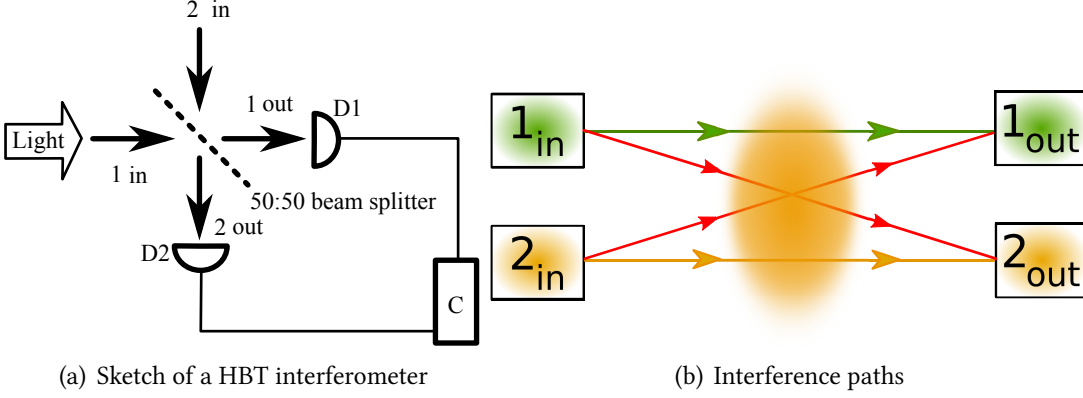 2 in
1 out
D1
Light
1 in
50:50 beam splitter
2 out
D2
C
(a) Sketch of a HBT interferometer
1in
1out
2in
2out
(b) Interference paths